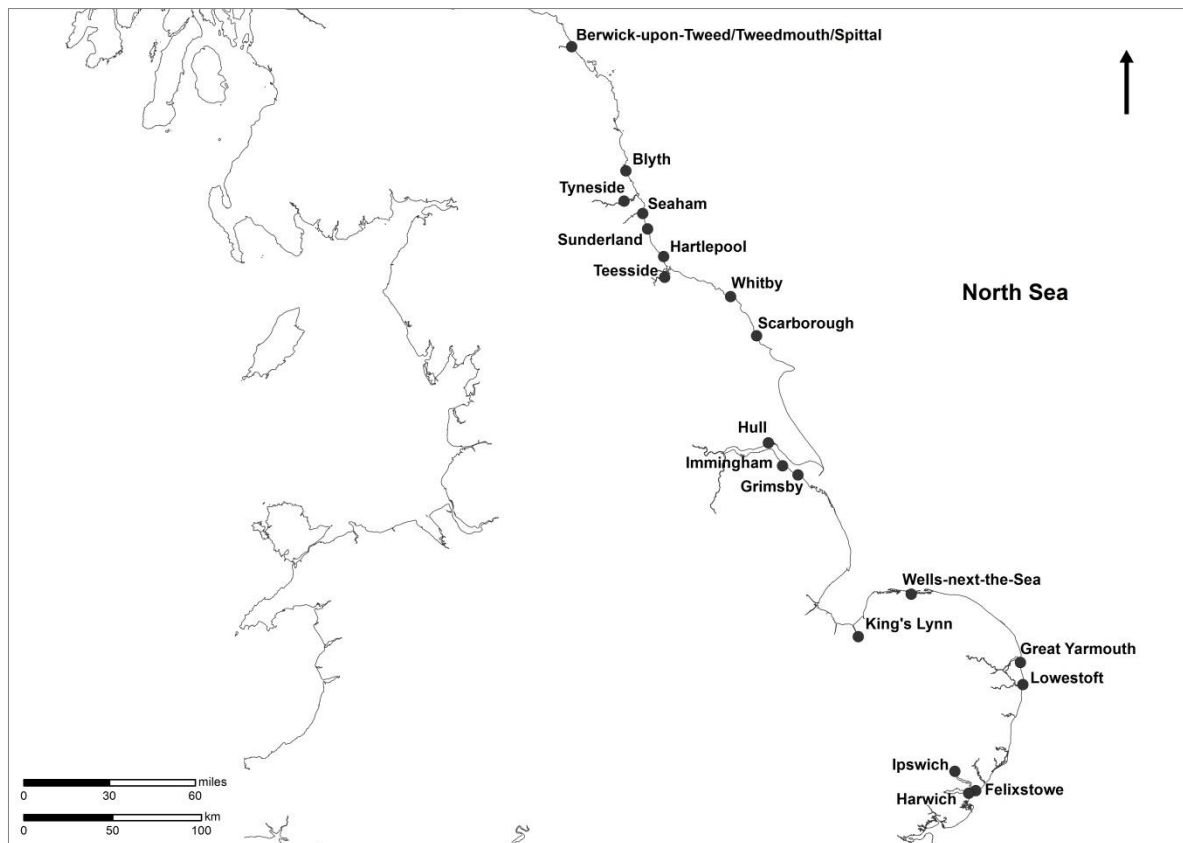 Berwick-upon-Tweed/Tweedmouth/Spittal
Blyth
Tyneside
Seaham
Sunderland
Hartlepool
Teesside
Whitby
North Sea
Scarborough
Hull
Immingham
Grimsby
Wells-next-the-Sea
King's Lynn
Great Yarmouth
Lowestoft
Ipswich
Felixstowe
Harwich
miles
0 30 60
km
0 50 100